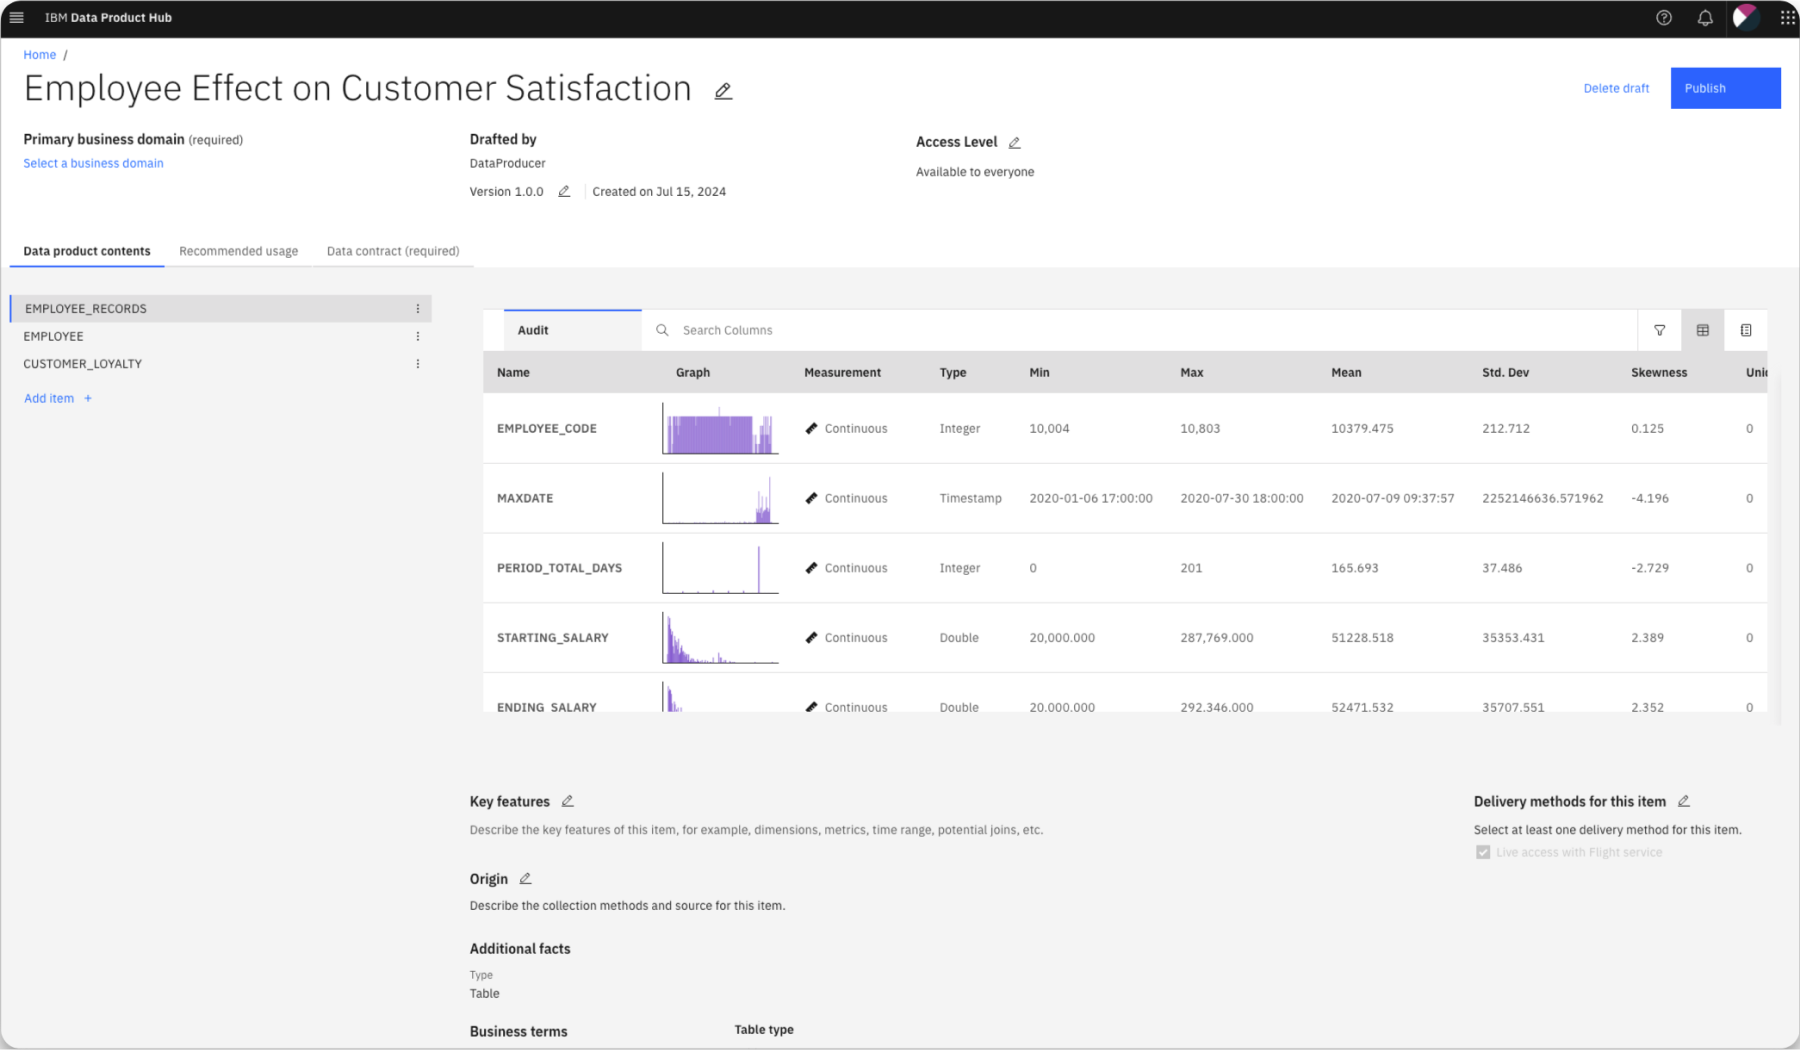 IBM Data Product Hub
Home /
Employee Effect on Customer Satisfaction
Delete draft
Publish
Primary business domain (required)
Select a business domain
Drafted by
DataProducer
Version 1.0.0
Created on Jul 15, 2024
Access Level
Available to everyone
Data product contents
Recommended usage
Data contract (required)
EMPLOYEE_RECORDS
EMPLOYEE
CUSTOMER_LOYALTY
Add item +
Audit
Search Columns
Name Graph Measurement Type Min Max Mean Std. Dev Skewness
EMPLOYEE_CODE Continuous Integer 10,004 10,803 10379.475 212.712 0.125 0
MAXDATE Continuous Timestamp 2020-01-06 17:00:00 2020-07-30 18:00:00 2020-07-09 09:37:57 2252146636.571962 -4.196 0
PERIOD_TOTAL_DAYS Continuous Integer 0 201 165.693 37.486 -2.729 0
STARTING_SALARY Continuous Double 20,000.000 287,769.000 51228.518 35353.431 2.389 0
ENDING_SALARY Continuous Double 20,000.000 292,346.000 52471.532 35707.551 2.352 0
Key features
Describe the key features of this item, for example, dimensions, metrics, time range, potential joins, etc.
Origin
Describe the collection methods and source for this item.
Additional facts
Type
Table
Business terms
Table type
Delivery methods for this item
Select at least one delivery method for this item.
Live access with Flight service